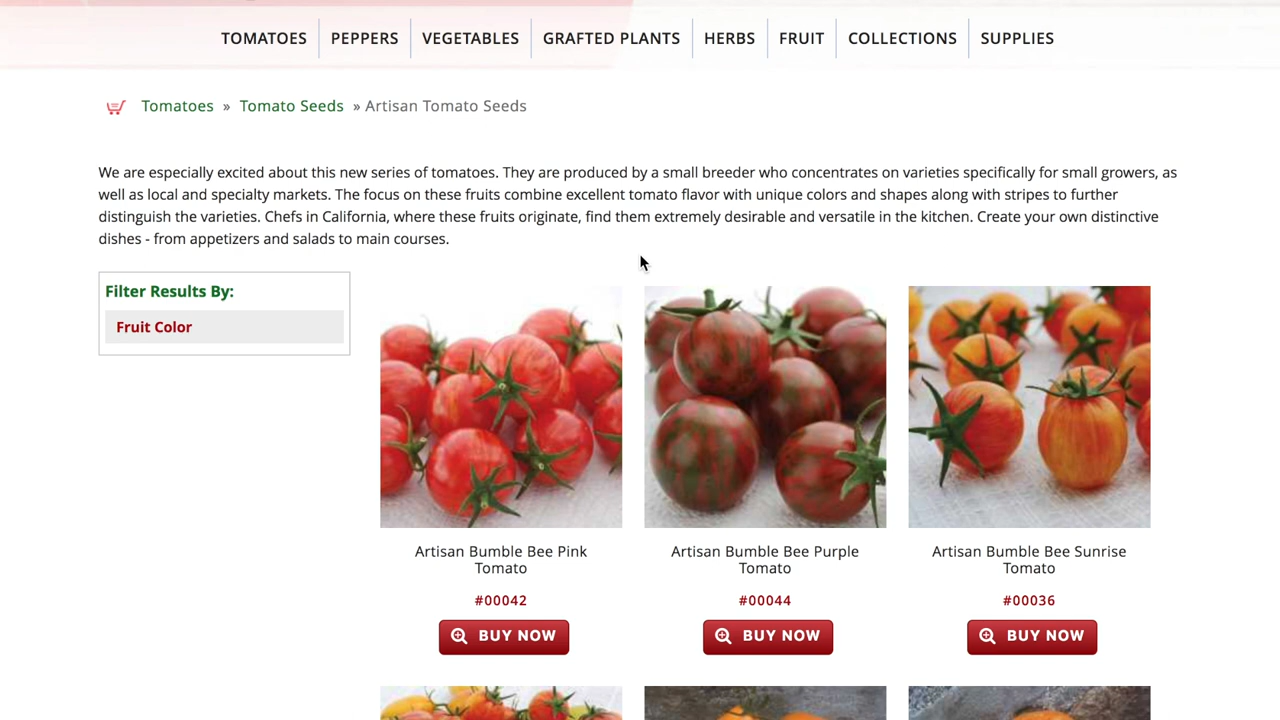 TOMATOES PEPPERS VEGETABLES GRAFTED PLANTS HERBS FRUIT COLLECTIONS SUPPLIES
Tomatoes » Tomato Seeds » Artisan Tomato Seeds
We are especially excited about this new series of tomatoes. They are produced by a small breeder who concentrates on varieties specifically for small growers, as
well as local and specialty markets. The focus on these fruits combine excellent tomato flavor with unique colors and shapes along with stripes to further
distinguish the varieties. Chefs in California, where these fruits originate, find them extremely desirable and versatile in the kitchen. Create your own distinctive
dishes - from appetizers and salads to main courses.
Filter Results By:
Fruit Color
Artisan Bumble Bee Pink
Tomato
#00042
BUY NOW
Artisan Bumble Bee Purple
Tomato
#00044
BUY NOW
Artisan Bumble Bee Sunrise
Tomato
#00036
BUY NOW